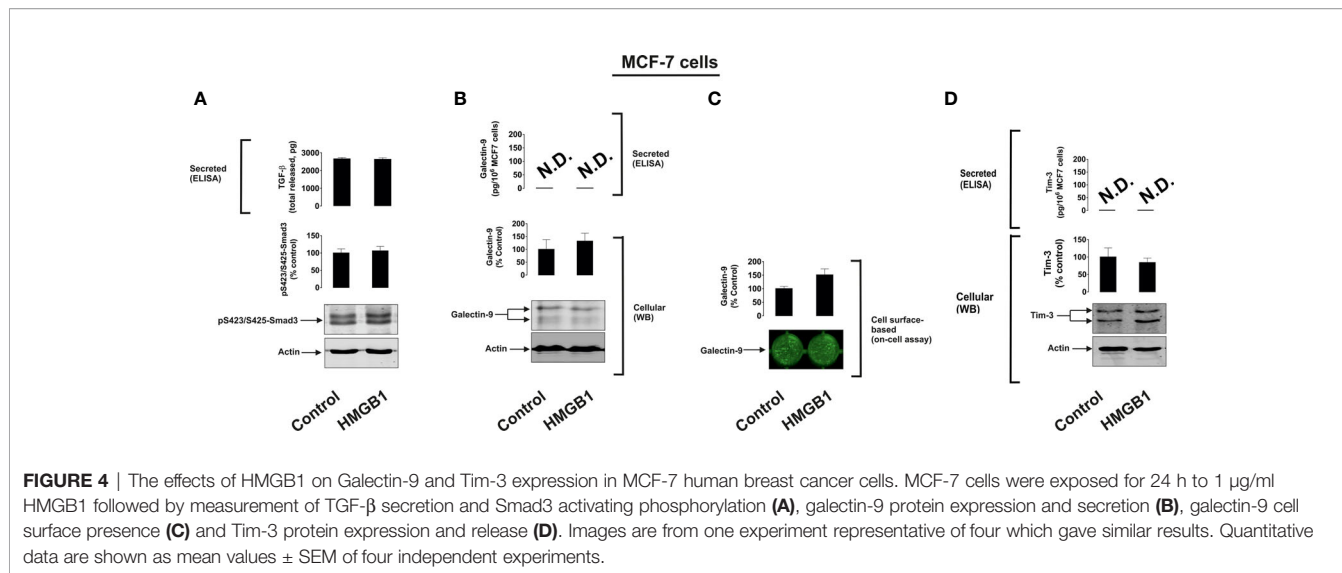 MCF-7 cells
A
Secreted
(ELISA)
TGF-β
(total released, pg)
3000
2000
1000
0
pS423/S425-Smad3
(% control)
150
100
50
0
pS423/S425-Smad3
Actin
Control
HMGB1
B
Galectin-9
(pg/10⁶ MCF7 cells)
200
150
100
50
0
N.D.
N.D.
Secreted
(ELISA)
Galectin-9
(% Control)
200
150
100
50
0
Galectin-9
Actin
Cellular
(WB)
Control
HMGB1
C
Galectin-9
(% Control)
200
150
100
50
0
Galectin-9
Cell surface-
based
(on-cell assay)
Control
HMGB1
D
Secreted
(ELISA)
Tim-3
(pg/10⁶ MCF7 cells)
200
150
100
50
0
N.D.
N.D.
Cellular
(WB)
Tim-3
(% control)
150
100
50
0
Tim-3
Actin
Control
HMGB1
FIGURE 4 | The effects of HMGB1 on Galectin-9 and Tim-3 expression in MCF-7 human breast cancer cells. MCF-7 cells were exposed for 24 h to 1 µg/ml
HMGB1 followed by measurement of TGF-β secretion and Smad3 activating phosphorylation (A), galectin-9 protein expression and secretion (B), galectin-9 cell
surface presence (C) and Tim-3 protein expression and release (D). Images are from one experiment representative of four which gave similar results. Quantitative
data are shown as mean values ± SEM of four independent experiments.